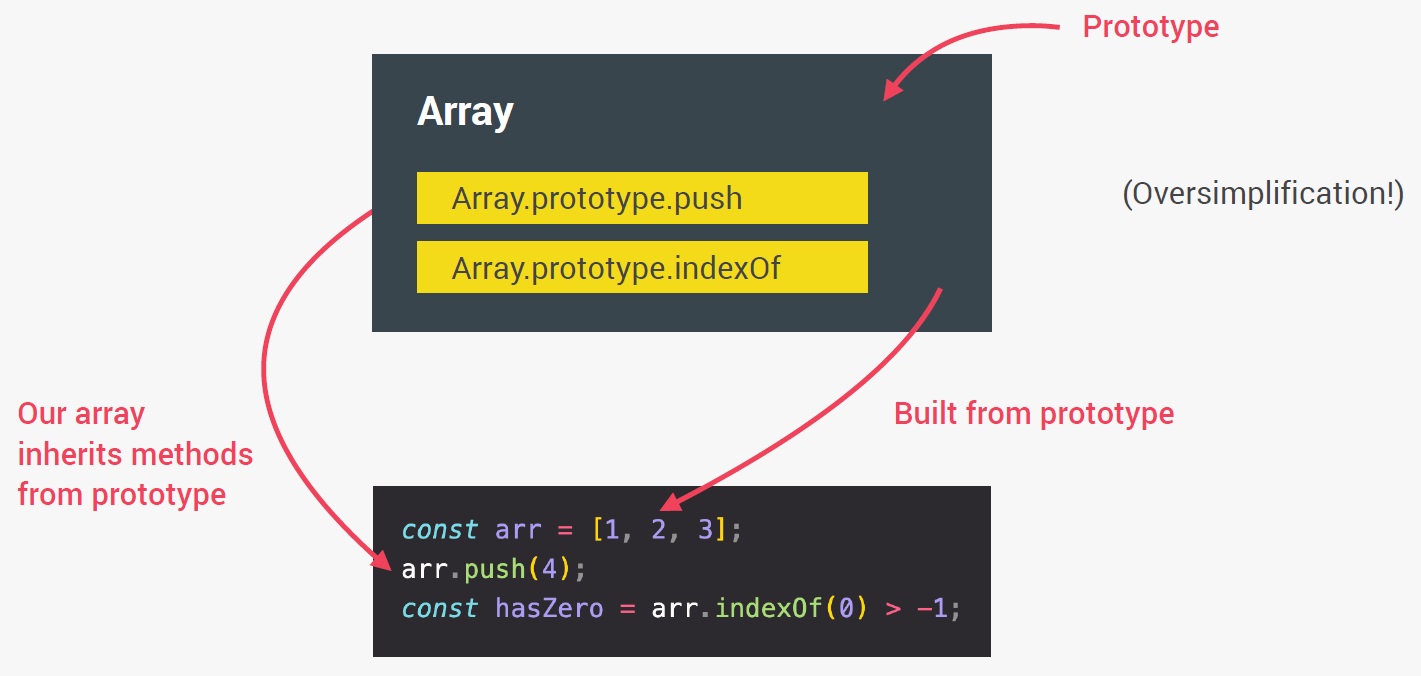 Prototype
Array
Array.prototype.push
(Oversimplification!)
Array.prototype.indexOf
Our array
inherits methods
from prototype
Built from prototype
const arr = [1, 2, 3];
arr.push(4);
const hasZero = arr.indexOf(0) > −1;